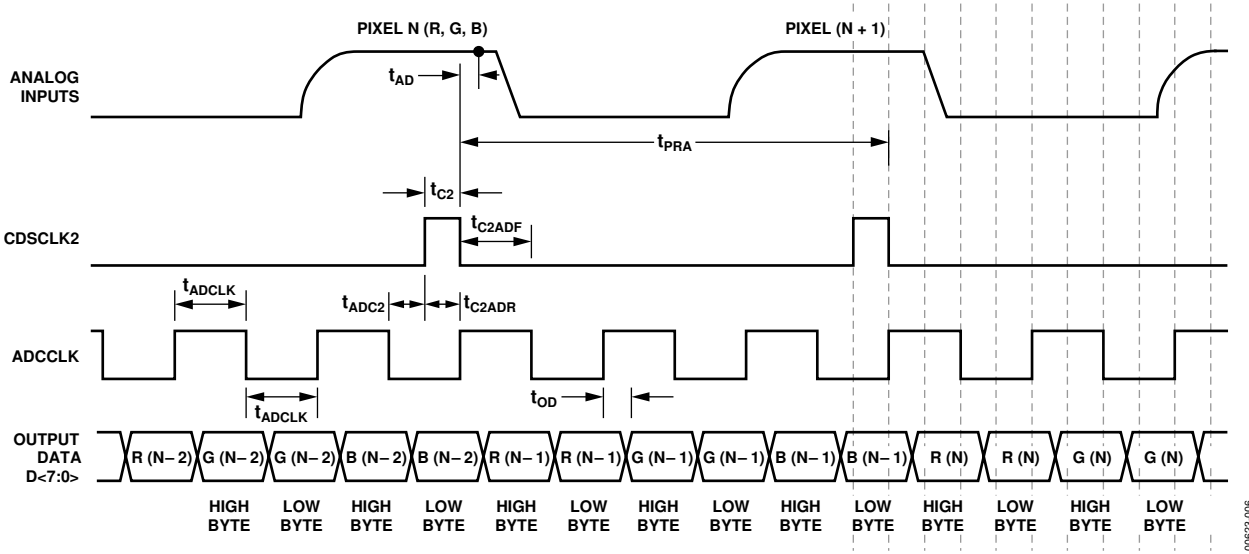 PIXEL N (R, G, B)
PIXEL (N + 1)
ANALOG
INPUTS
tAD
tPRA
tC2
tC2ADF
CDSCLK2
tADCLK
tADC2
tC2ADR
ADCCLK
tADCLK
tOD
OUTPUT
DATA
D<7:0>
R (N– 2) G (N– 2) G (N– 2) B (N– 2) B (N– 2) R (N– 1) R (N– 1) G (N– 1) G (N– 1) B (N– 1) B (N– 1) R (N) R (N) G (N) G (N)
HIGH LOW HIGH LOW HIGH LOW HIGH LOW HIGH LOW HIGH LOW HIGH LOW
BYTE BYTE BYTE BYTE BYTE BYTE BYTE BYTE BYTE BYTE BYTE BYTE BYTE BYTE